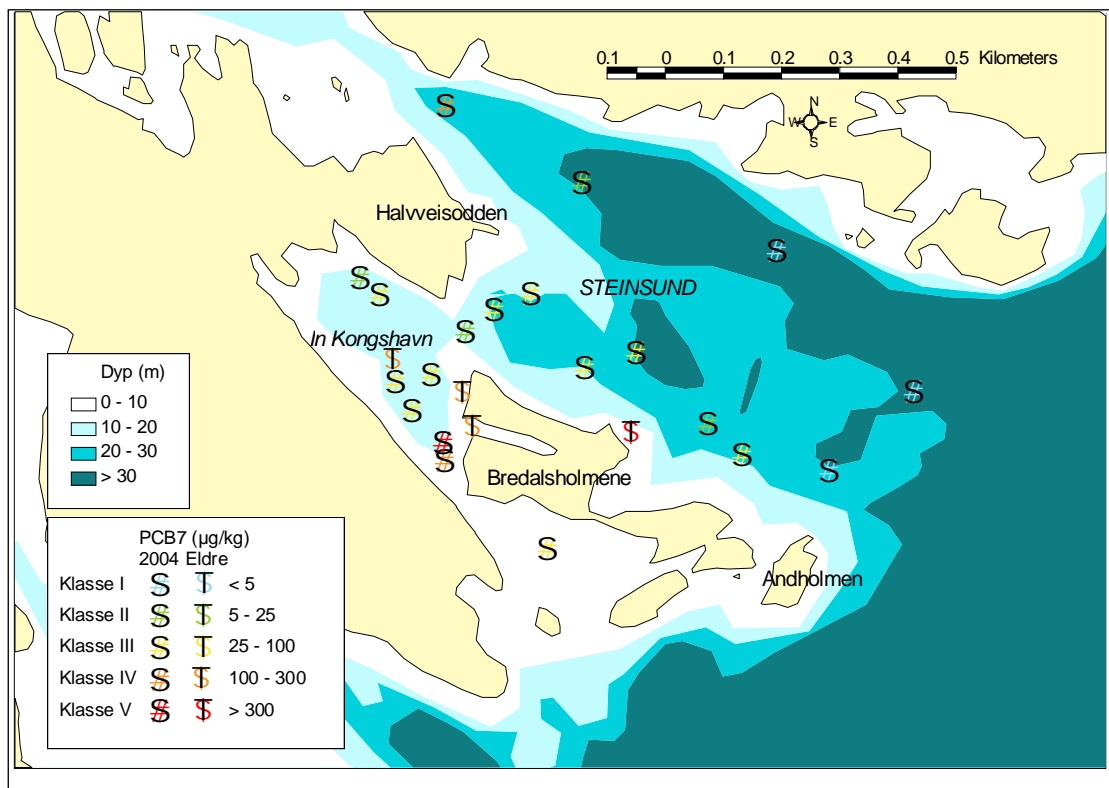 0.1 0 0.1 0.2 0.3 0.4 0.5 Kilometers
N
W E
S
Halvveisodden
STEINSUND
In Kongshavn
Bredalsholmene
Andholmen
Dyp (m)
0 - 10
10 - 20
20 - 30
> 30
PCB7 (µg/kg)
2004 Eldre
Klasse I < 5
Klasse II 5 - 25
Klasse III 25 - 100
Klasse IV 100 - 300
Klasse V > 300